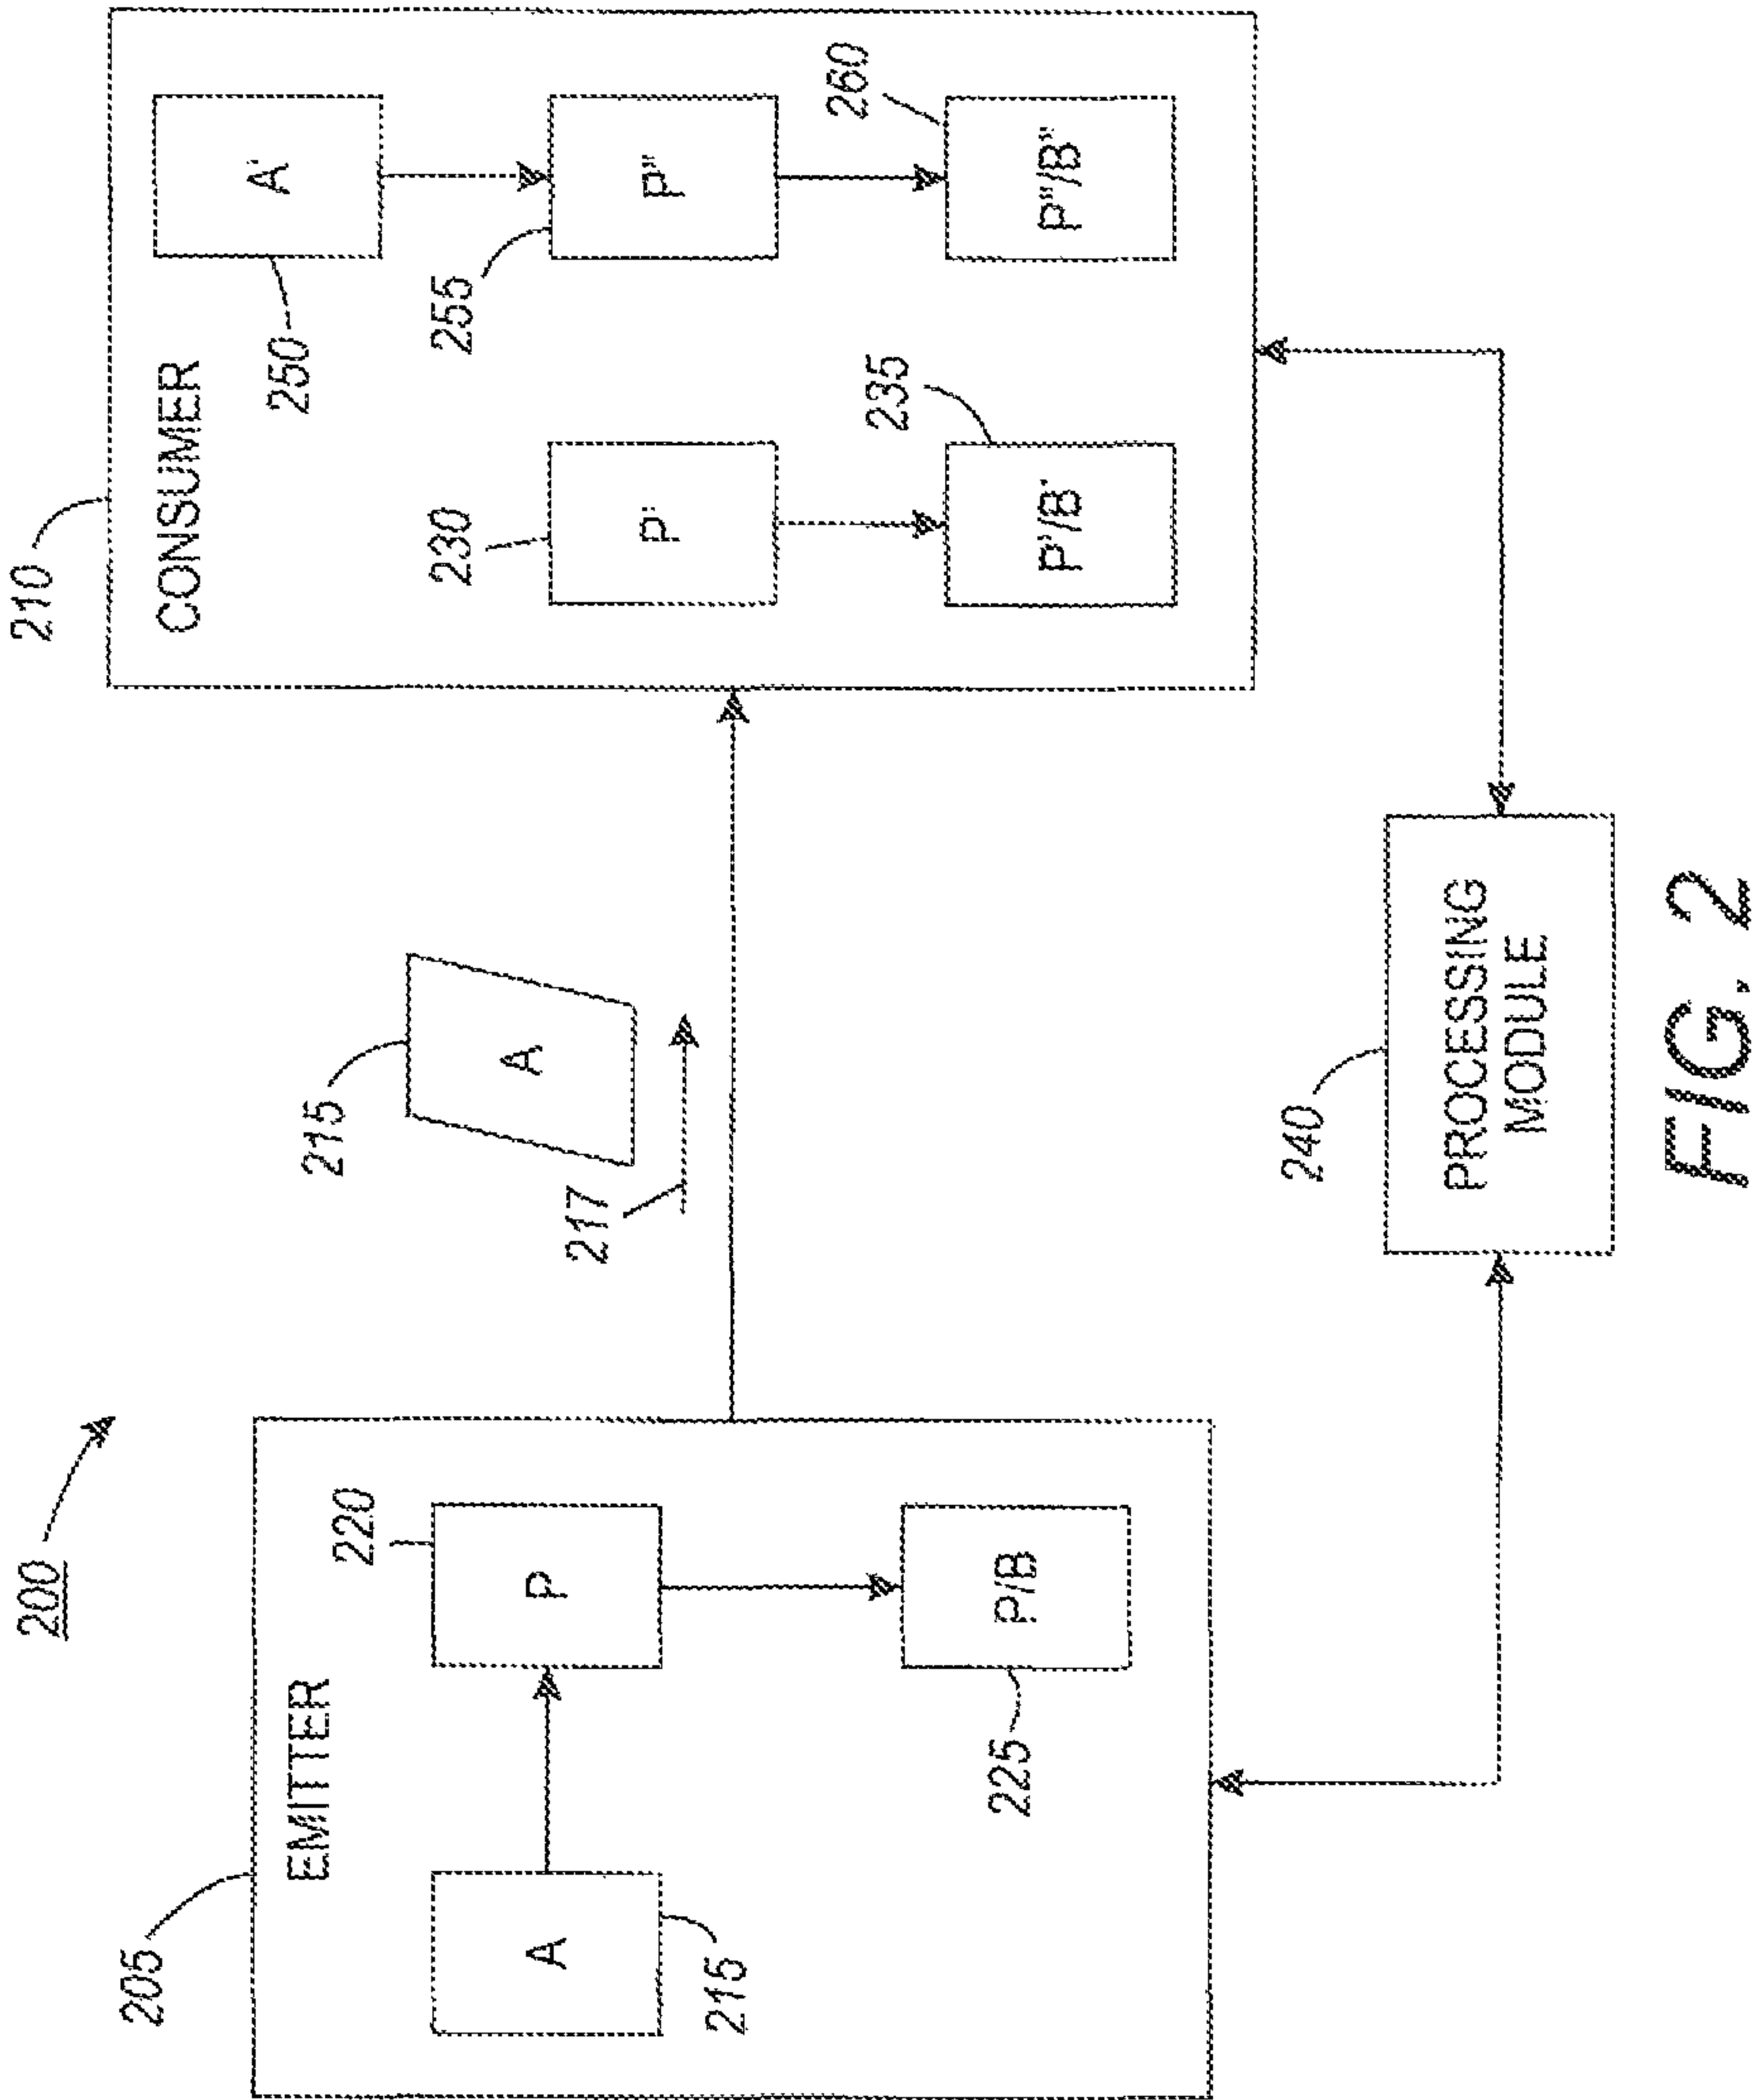 200
205
EMITTER
A
215
P
220
P/B
225
215
A
217
210
CONSUMER
A'
250
P'
230
P"
255
P'/B'
235
P"/B"
260
240
PROCESSING
MODULE
FIG. 2